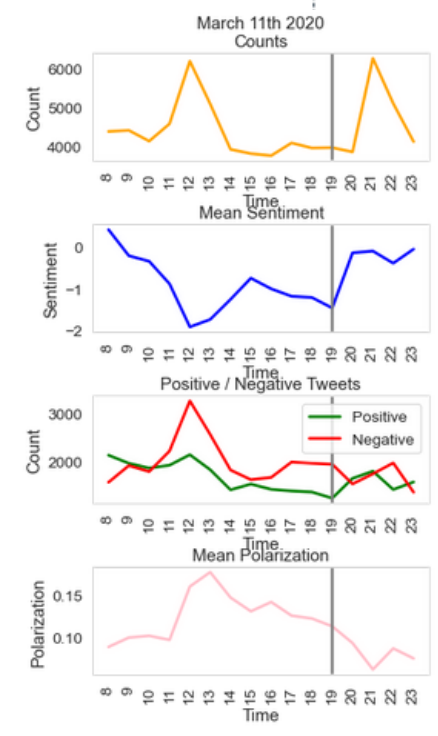 March 11th 2020
Counts
6000
5000
4000
Count
8 9 10 11 12 13 14 15 16 17 18 19 20 21 22 23
Time
Mean Sentiment
0
−1
−2
Sentiment
8 9 10 11 12 13 14 15 16 17 18 19 20 21 22 23
Time
Positive / Negative Tweets
3000
2000
Count
Positive
Negative
8 9 10 11 12 13 14 15 16 17 18 19 20 21 22 23
Time
Mean Polarization
0.15
0.10
Polarization
8 9 10 11 12 13 14 15 16 17 18 19 20 21 22 23
Time